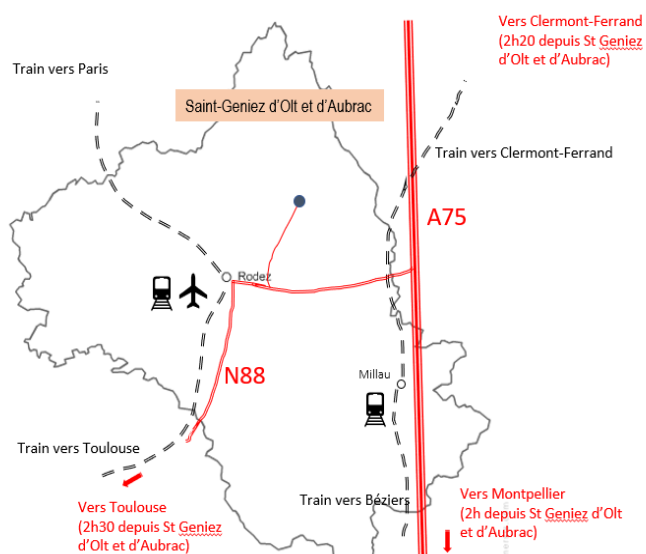 Vers Clermont-Ferrand
(2h20 depuis St Geniez
d'Olt et d'Aubrac)
Train vers Paris
Saint-Geniez d'Olt et d'Aubrac
Train vers Clermont-Ferrand
A75
Rodez
N88
Millau
Train vers Toulouse
Vers Toulouse
(2h30 depuis St Geniez
d'Olt et d'Aubrac)
Train vers Béziers
Vers Montpellier
(2h depuis St Geniez d'Olt
et d'Aubrac)